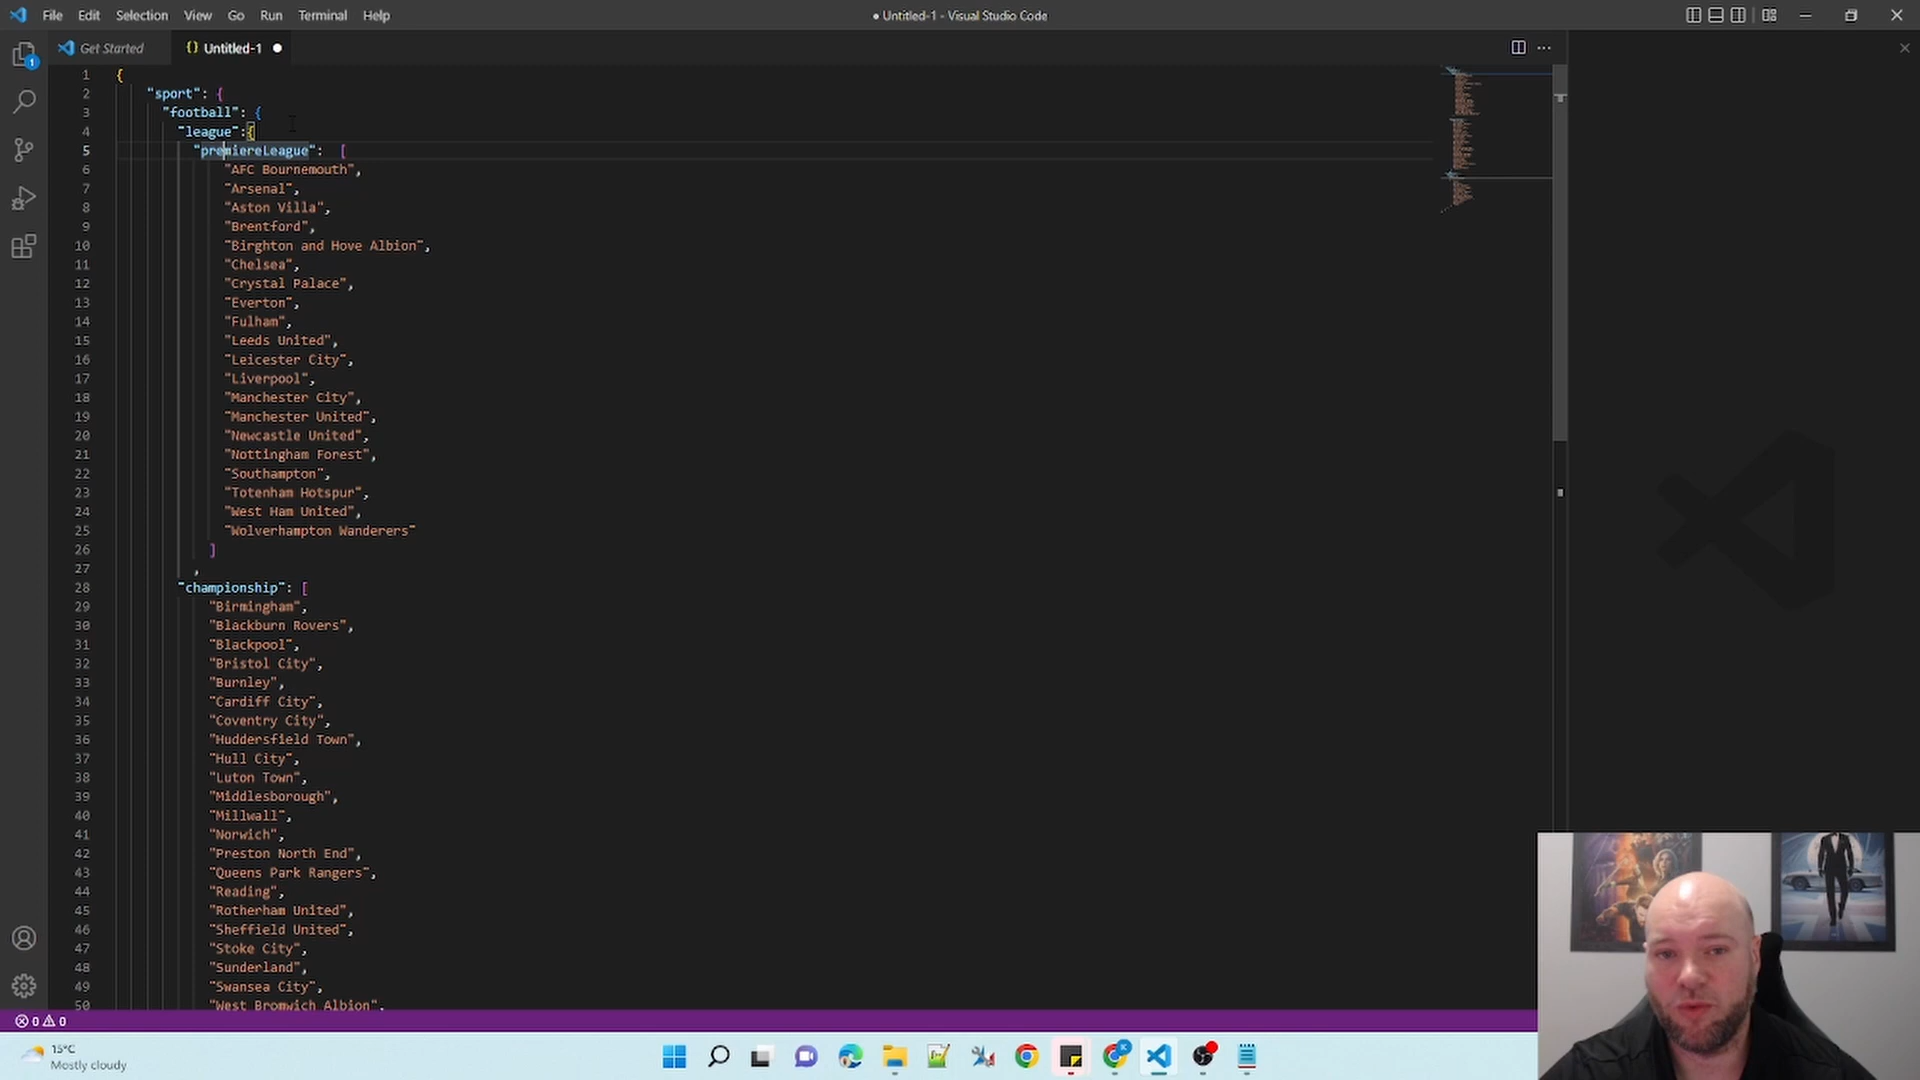 File Edit Selection View Go Run Terminal Help
● Untitled-1 - Visual Studio Code
Get Started
{} Untitled-1 ●
1 {
2 "sport": {
3 "football": {
4 "league":{
5 "premiereLeague": [
6 "AFC Bournemouth",
7 "Arsenal",
8 "Aston Villa",
9 "Brentford",
10 "Birghton and Hove Albion",
11 "Chelsea",
12 "Crystal Palace",
13 "Everton",
14 "Fulham",
15 "Leeds United",
16 "Leicester City",
17 "Liverpool",
18 "Manchester City",
19 "Manchester United",
20 "Newcastle United",
21 "Nottingham Forest",
22 "Southampton",
23 "Totenham Hotspur",
24 "West Ham United",
25 "Wolverhampton Wanderers"
26 ]
27 ,
28 "championship": [
29 "Birmingham",
30 "Blackburn Rovers",
31 "Blackpool",
32 "Bristol City",
33 "Burnley",
34 "Cardiff City",
35 "Coventry City",
36 "Huddersfield Town",
37 "Hull City",
38 "Luton Town",
39 "Middlesborough",
40 "Millwall",
41 "Norwich",
42 "Preston North End",
43 "Queens Park Rangers",
44 "Reading",
45 "Rotherham United",
46 "Sheffield United",
47 "Stoke City",
48 "Sunderland",
49 "Swansea City",
50 "West Bromwich Albion",
1
0 0
15°C
Mostly cloudy